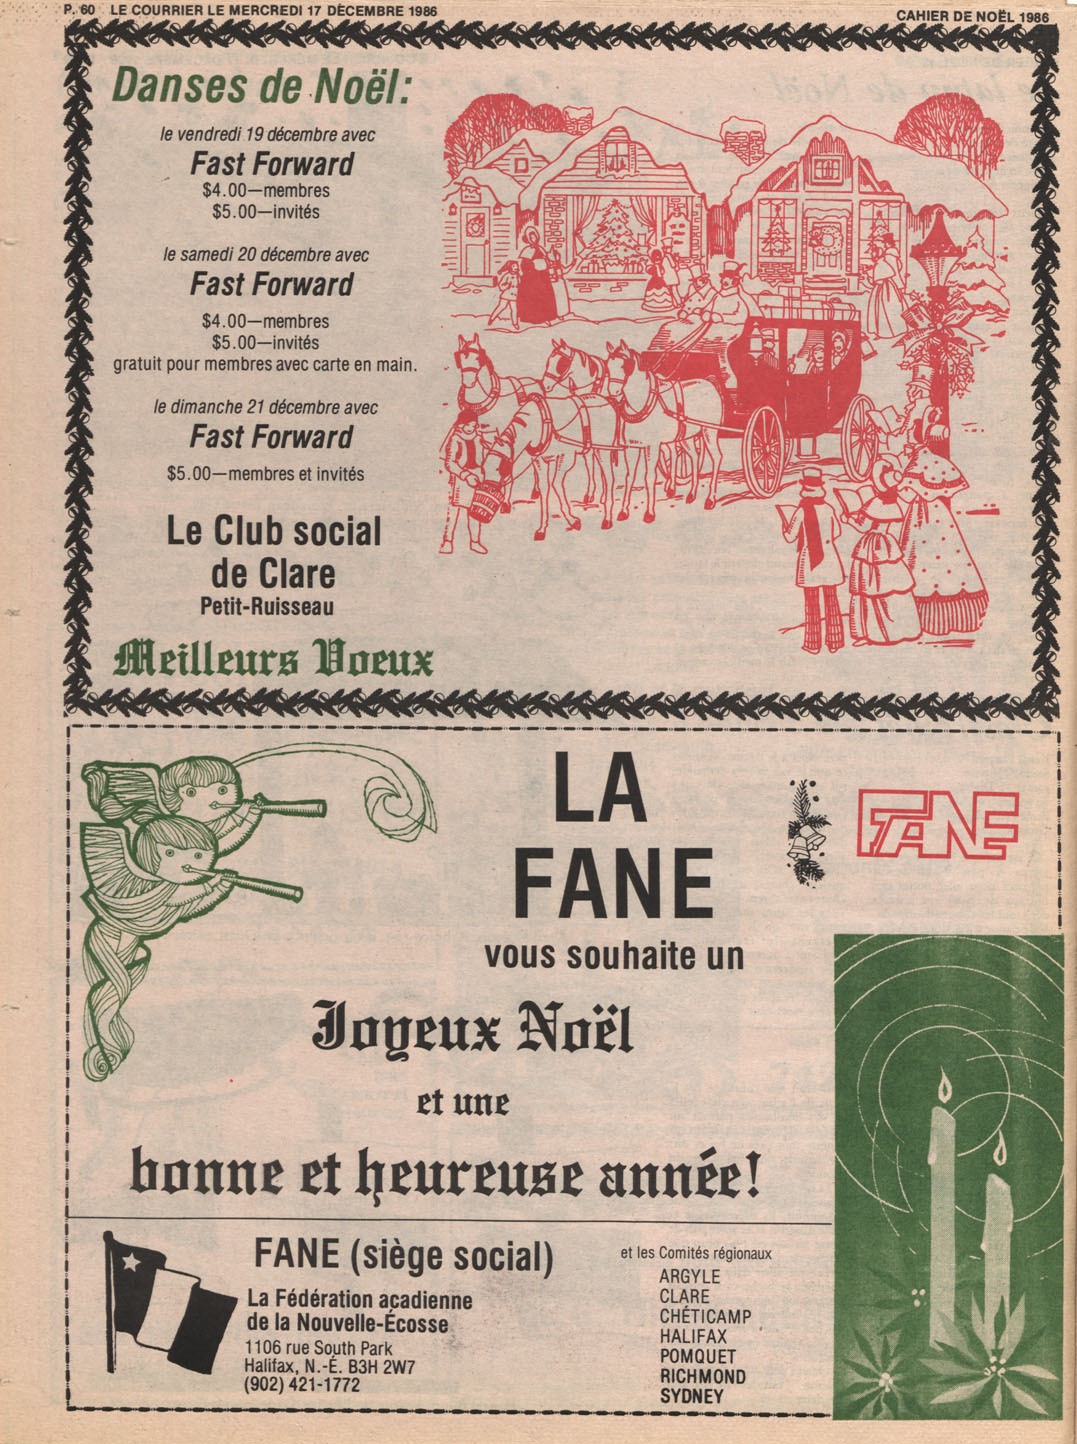 P. 60 LE COURRIER LE MERCREDI 17 DÉCEMBRE 1986
CAHIER DE NOËL 1986
Danses de Noël:
le vendredi 19 décembre avec
Fast Forward
$4.00—membres
$5.00—invités
le samedi 20 décembre avec
Fast Forward
$4.00—membres
$5.00—invités
gratuit pour membres avec carte en main.
le dimanche 21 décembre avec
Fast Forward
$5.00—membres et invités
Le Club social
de Clare
Petit-Ruisseau
Meilleurs Voeux
LA
FANE
FANE
vous souhaite un
Joyeux Noël
et une
bonne et heureuse année!
FANE (siège social)
La Fédération acadienne
de la Nouvelle-Écosse
1106 rue South Park
Halifax, N.-É. B3H 2W7
(902) 421-1772
et les Comités régionaux
ARGYLE
CLARE
CHÉTICAMP
HALIFAX
POMQUET
RICHMOND
SYDNEY